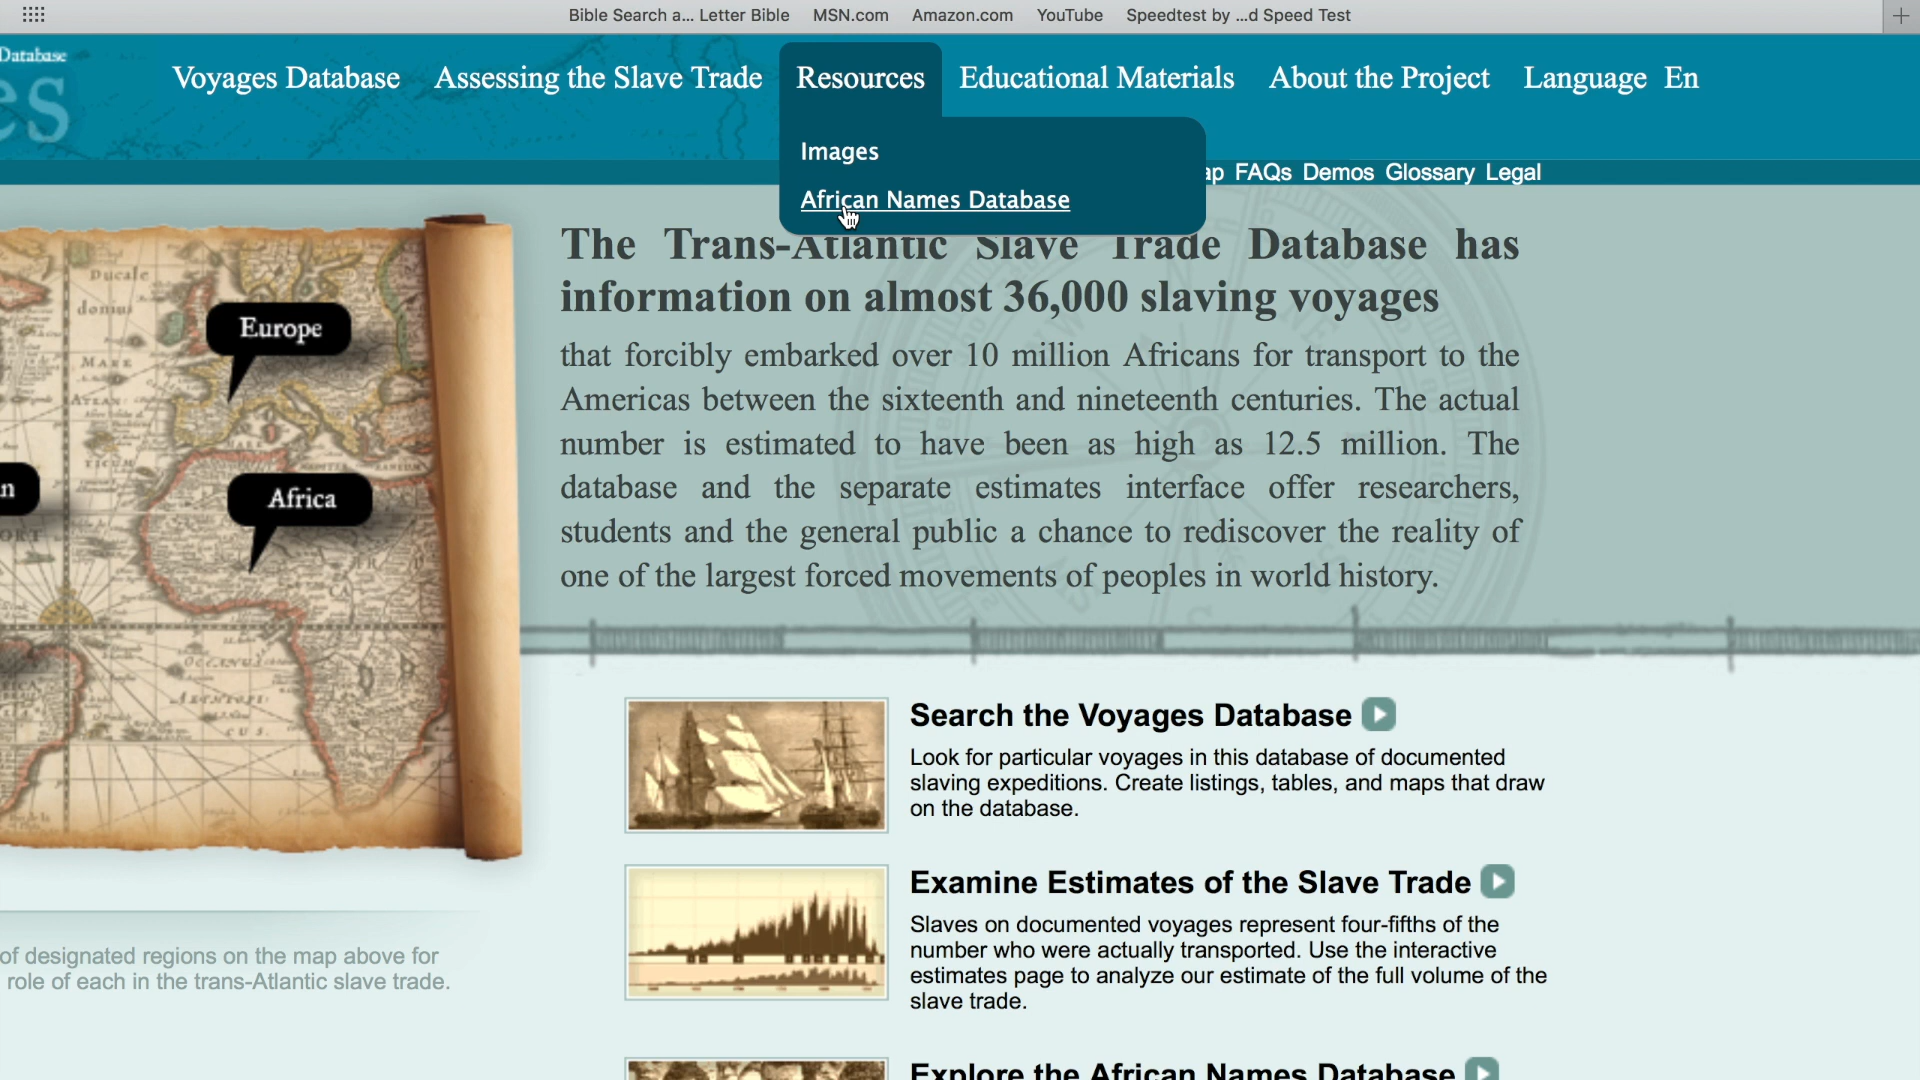 Bible Search a... Letter Bible MSN.com Amazon.com YouTube Speedtest by ...d Speed Test
Database
es
Voyages Database Assessing the Slave Trade Resources Educational Materials About the Project Language En
Images
African Names Database
ap FAQs Demos Glossary Legal
The Trans-Atlantic Slave Trade Database has
information on almost 36,000 slaving voyages
that forcibly embarked over 10 million Africans for transport to the
Americas between the sixteenth and nineteenth centuries. The actual
number is estimated to have been as high as 12.5 million. The
database and the separate estimates interface offer researchers,
students and the general public a chance to rediscover the reality of
one of the largest forced movements of peoples in world history.
Europe
Africa
n
Search the Voyages Database
Look for particular voyages in this database of documented
slaving expeditions. Create listings, tables, and maps that draw
on the database.
Examine Estimates of the Slave Trade
Slaves on documented voyages represent four-fifths of the
number who were actually transported. Use the interactive
estimates page to analyze our estimate of the full volume of the
slave trade.
of designated regions on the map above for
role of each in the trans-Atlantic slave trade.
Explore the African Names Database